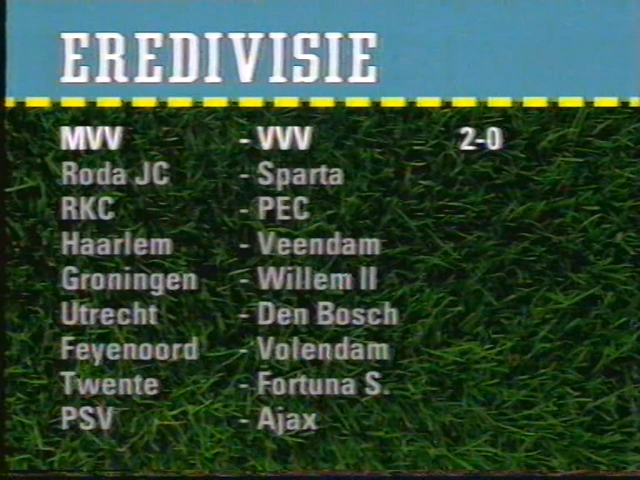 EREDIVISIE
MVV - VVV 2-0
Roda JC - Sparta
RKC - PEC
Haarlem - Veendam
Groningen - Willem II
Utrecht - Den Bosch
Feyenoord - Volendam
Twente - Fortuna S.
PSV - Ajax